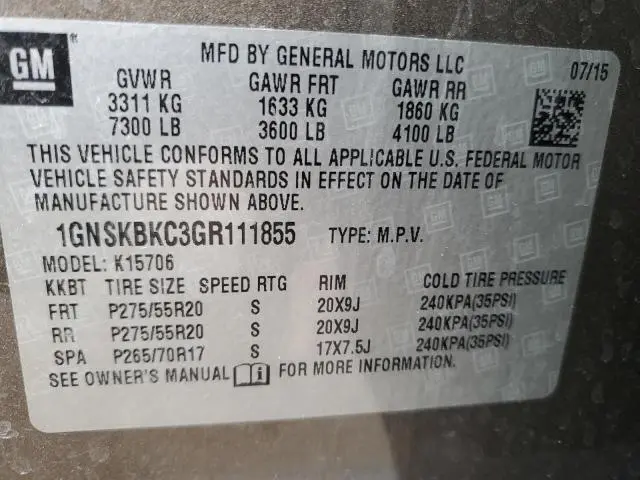 GM ®
MFD BY GENERAL MOTORS LLC
07/15
GVWR GAWR FRT GAWR RR
3311 KG 1633 KG 1860 KG
7300 LB 3600 LB 4100 LB
THIS VEHICLE CONFORMS TO ALL APPLICABLE U.S. FEDERAL MOTOR
VEHICLE SAFETY STANDARDS IN EFFECT ON THE DATE OF
MANUFACTURE SHOWN ABOVE.
1GNSKBKC3GR111855 TYPE: M.P.V.
MODEL: K15706
KKBT TIRE SIZE SPEED RTG RIM COLD TIRE PRESSURE
FRT P275/55R20 S 20X9J 240KPA(35PSI)
RR P275/55R20 S 20X9J 240KPA(35PSI)
SPA P265/70R17 S 17X7.5J 240KPA(35PSI)
SEE OWNER'S MANUAL i FOR MORE INFORMATION.